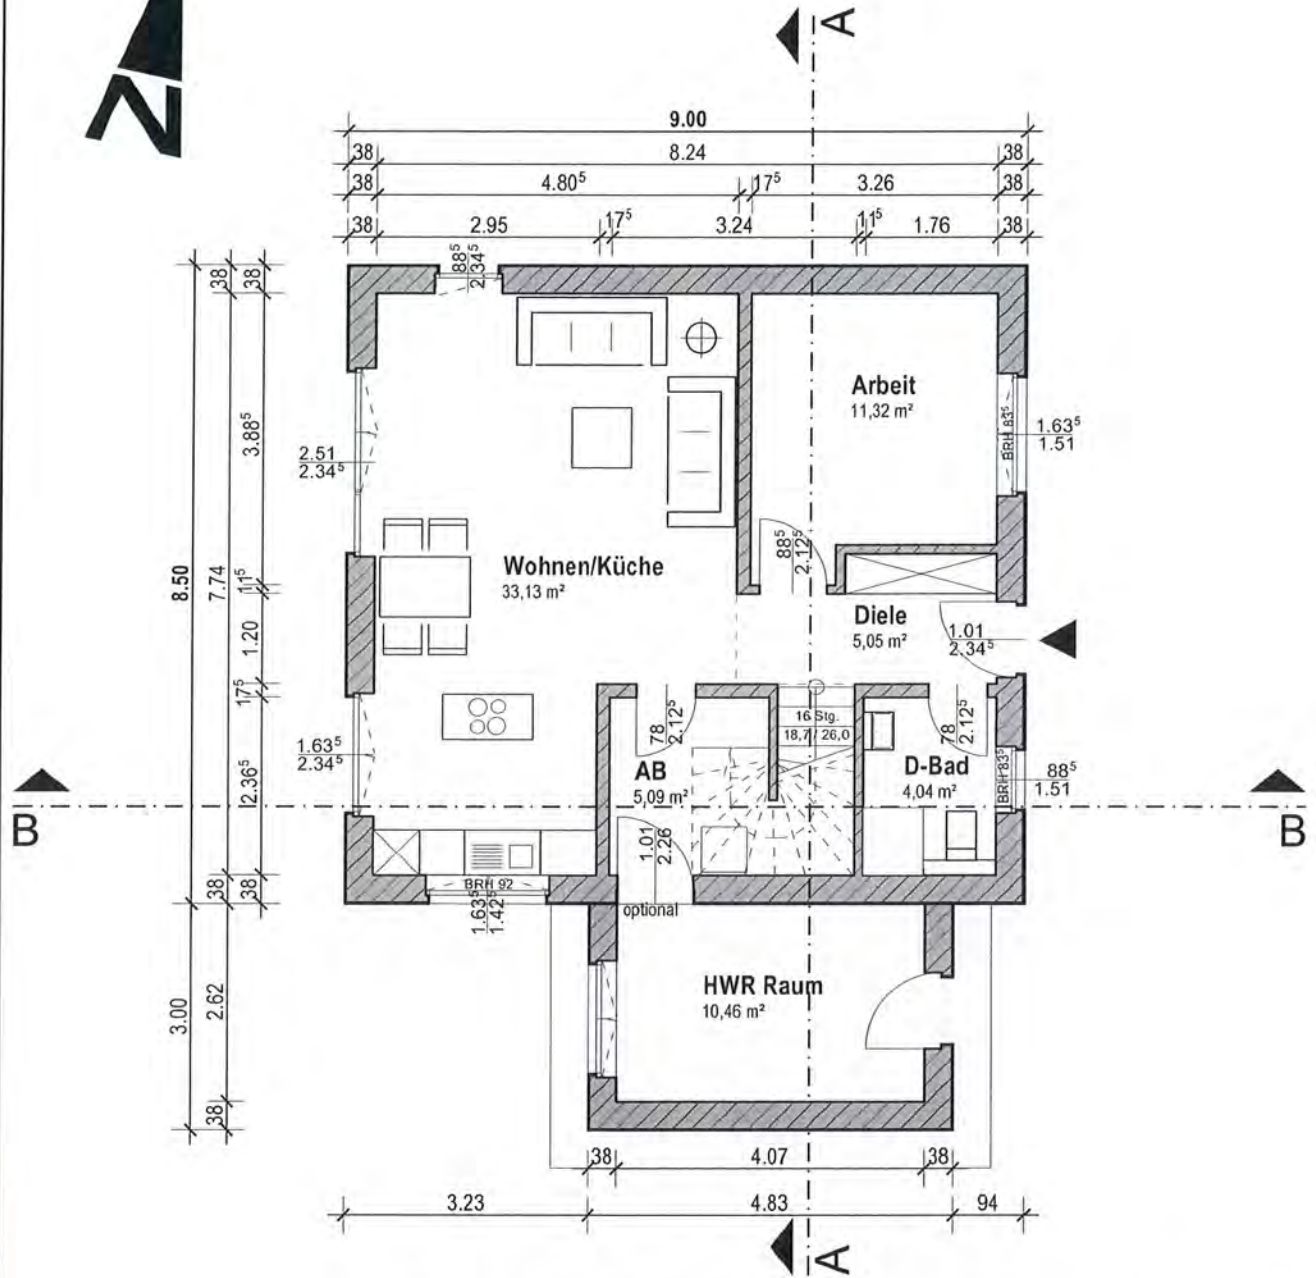 N
A
9.00
38 8.24 38
38 4.80⁵ 17⁵ 3.26 38
38 2.95 17⁵ 3.24 11⁵ 1.76 38
88⁵
2.34⁵
8.50
38 7.74 38
38 3.88⁵ 11⁵ 1.20 17⁵ 2.36⁵ 38
2.51
2.34⁵
Arbeit
11,32 m²
BRH 83⁵
1.63⁵
1.51
88⁵
2.12⁵
Wohnen/Küche
33,13 m²
Diele
5,05 m²
1.01
2.34⁵
1.63⁵
2.34⁵
78
2.12⁵
16 Stg.
18,7 / 26,0
78
2.12⁵
AB
5,09 m²
D-Bad
4,04 m²
BRH 83⁵
88⁵
1.51
B
B
1.01
2.26
BRH 92
1.63⁵
1.42⁵
optional
3.00
2.62
38
HWR Raum
10,46 m²
38 4.07 38
3.23 4.83 94
A